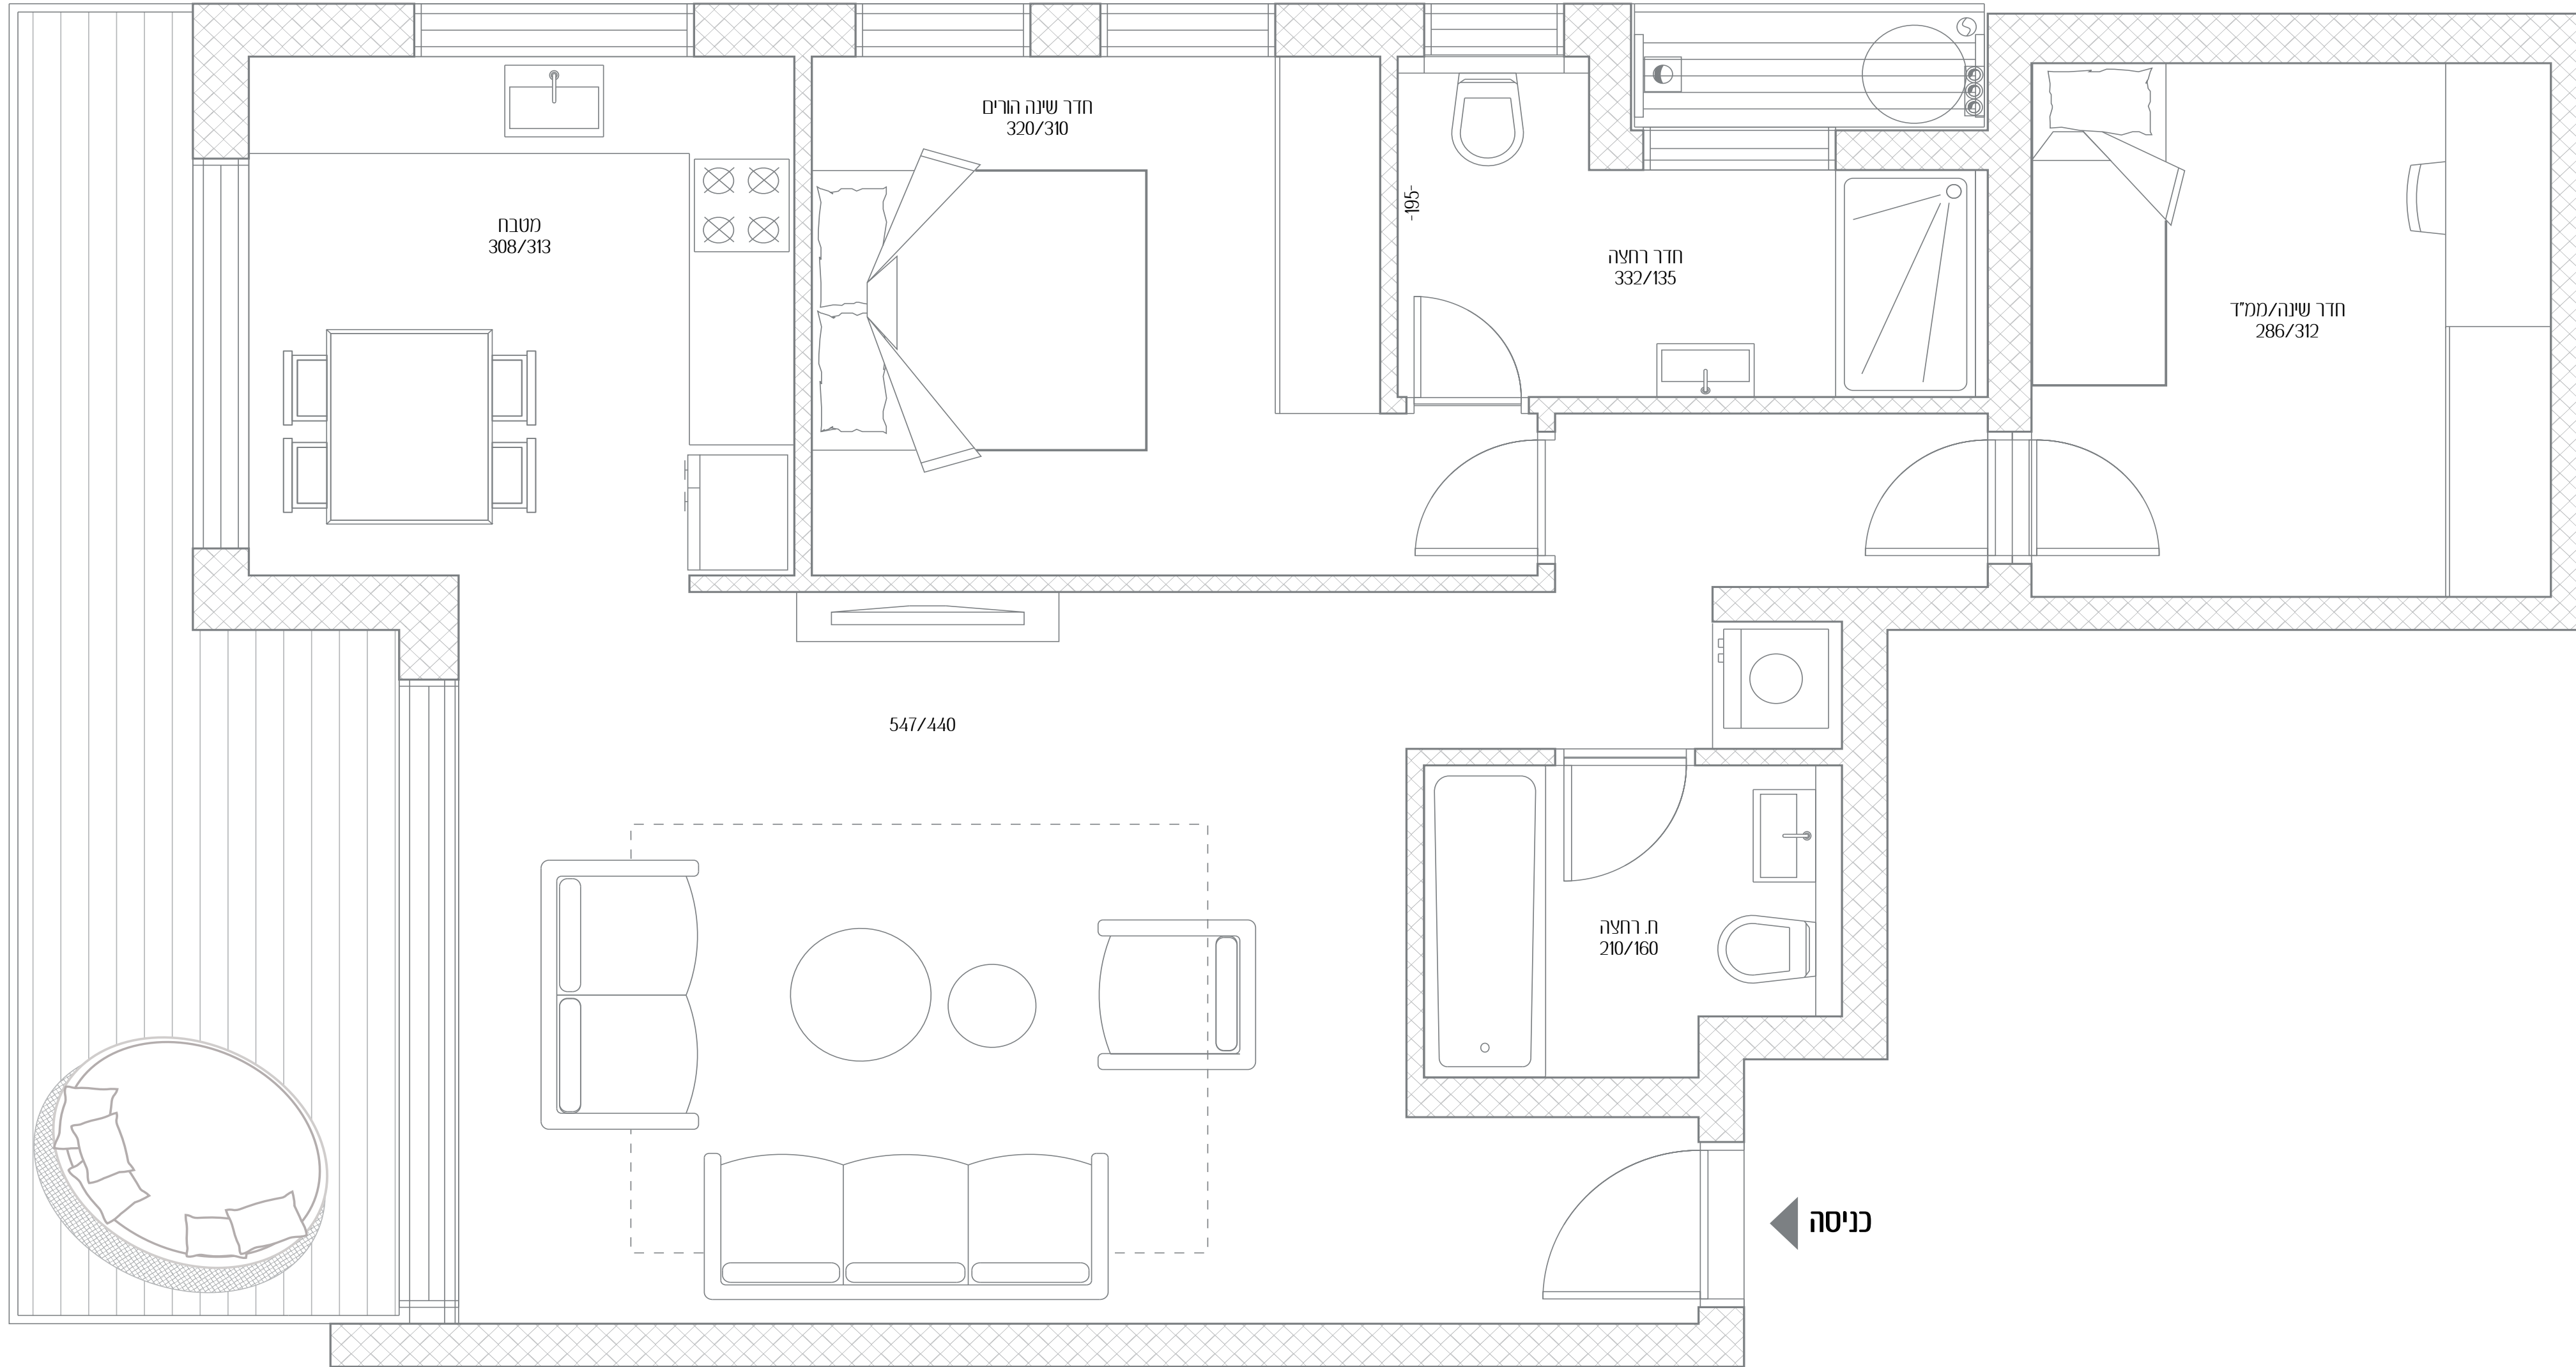 חדר שינה הורים
320/310
-195-
מטבח
308/313
חדר רחצה
332/135
חדר שינה/ממ"ד
286/312
547/440
ח. רחצה
210/160
כניסה